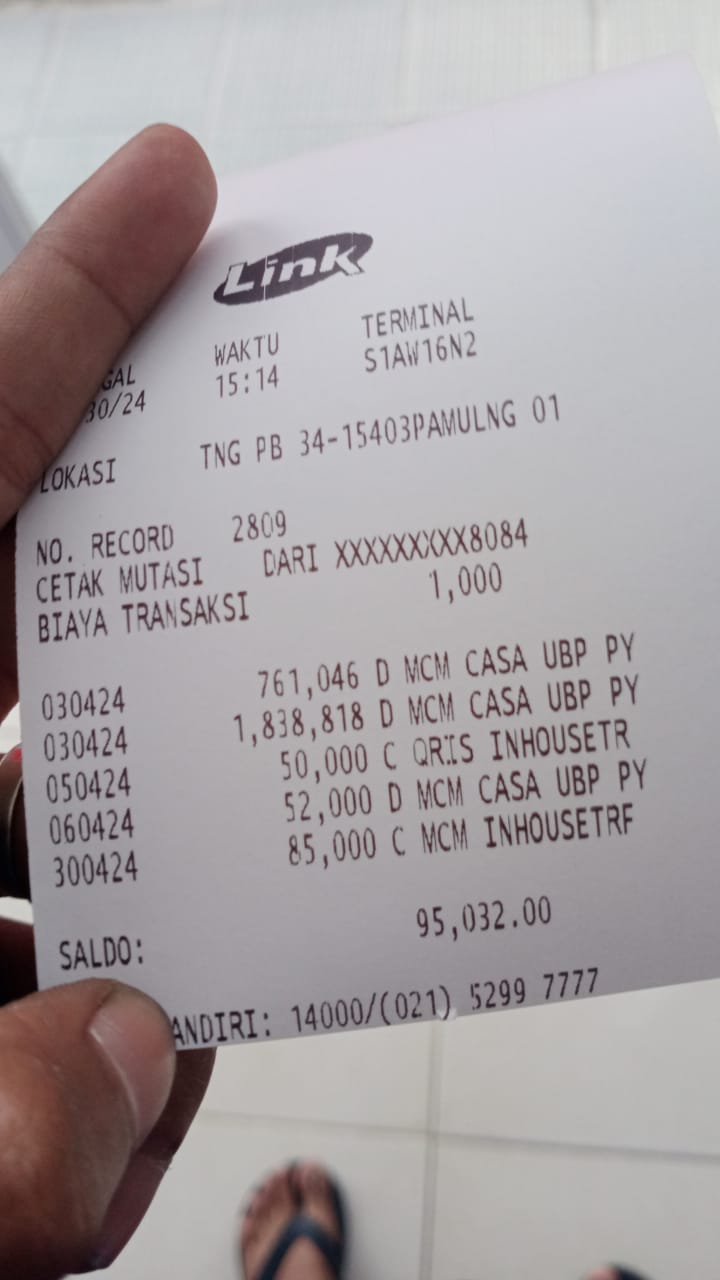 Link
WAKTU TERMINAL
15:14 S1AW16N2
LOKASI TNG PB 34-15403PAMULNG 01
NO. RECORD 2809
CETAK MUTASI DARI XXXXXXXXX8084
BIAYA TRANSAKSI 1,000
030424 761,046 D MCM CASA UBP PY
030424 1,838,818 D MCM CASA UBP PY
050424 50,000 C QRIS INHOUSETR
060424 52,000 D MCM CASA UBP PY
300424 85,000 C MCM INHOUSETRF
SALDO: 95,032.00
ANDIRI: 14000/(021) 5299 7777